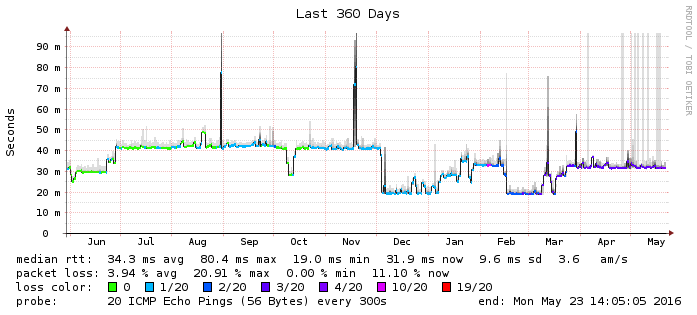 Last 360 Days
RRDTOOL / TOBI OETIKER
Seconds
90 m
80 m
70 m
60 m
50 m
40 m
30 m
20 m
10 m
0
Jun Jul Aug Sep Oct Nov Dec Jan Feb Mar Apr May
median rtt: 34.3 ms avg 80.4 ms max 19.0 ms min 31.9 ms now 9.6 ms sd 3.6 am/s
packet loss: 3.94 % avg 20.91 % max 0.00 % min 11.10 % now
loss color: 0 1/20 2/20 3/20 4/20 10/20 19/20
probe: 20 ICMP Echo Pings (56 Bytes) every 300s end: Mon May 23 14:05:05 2016